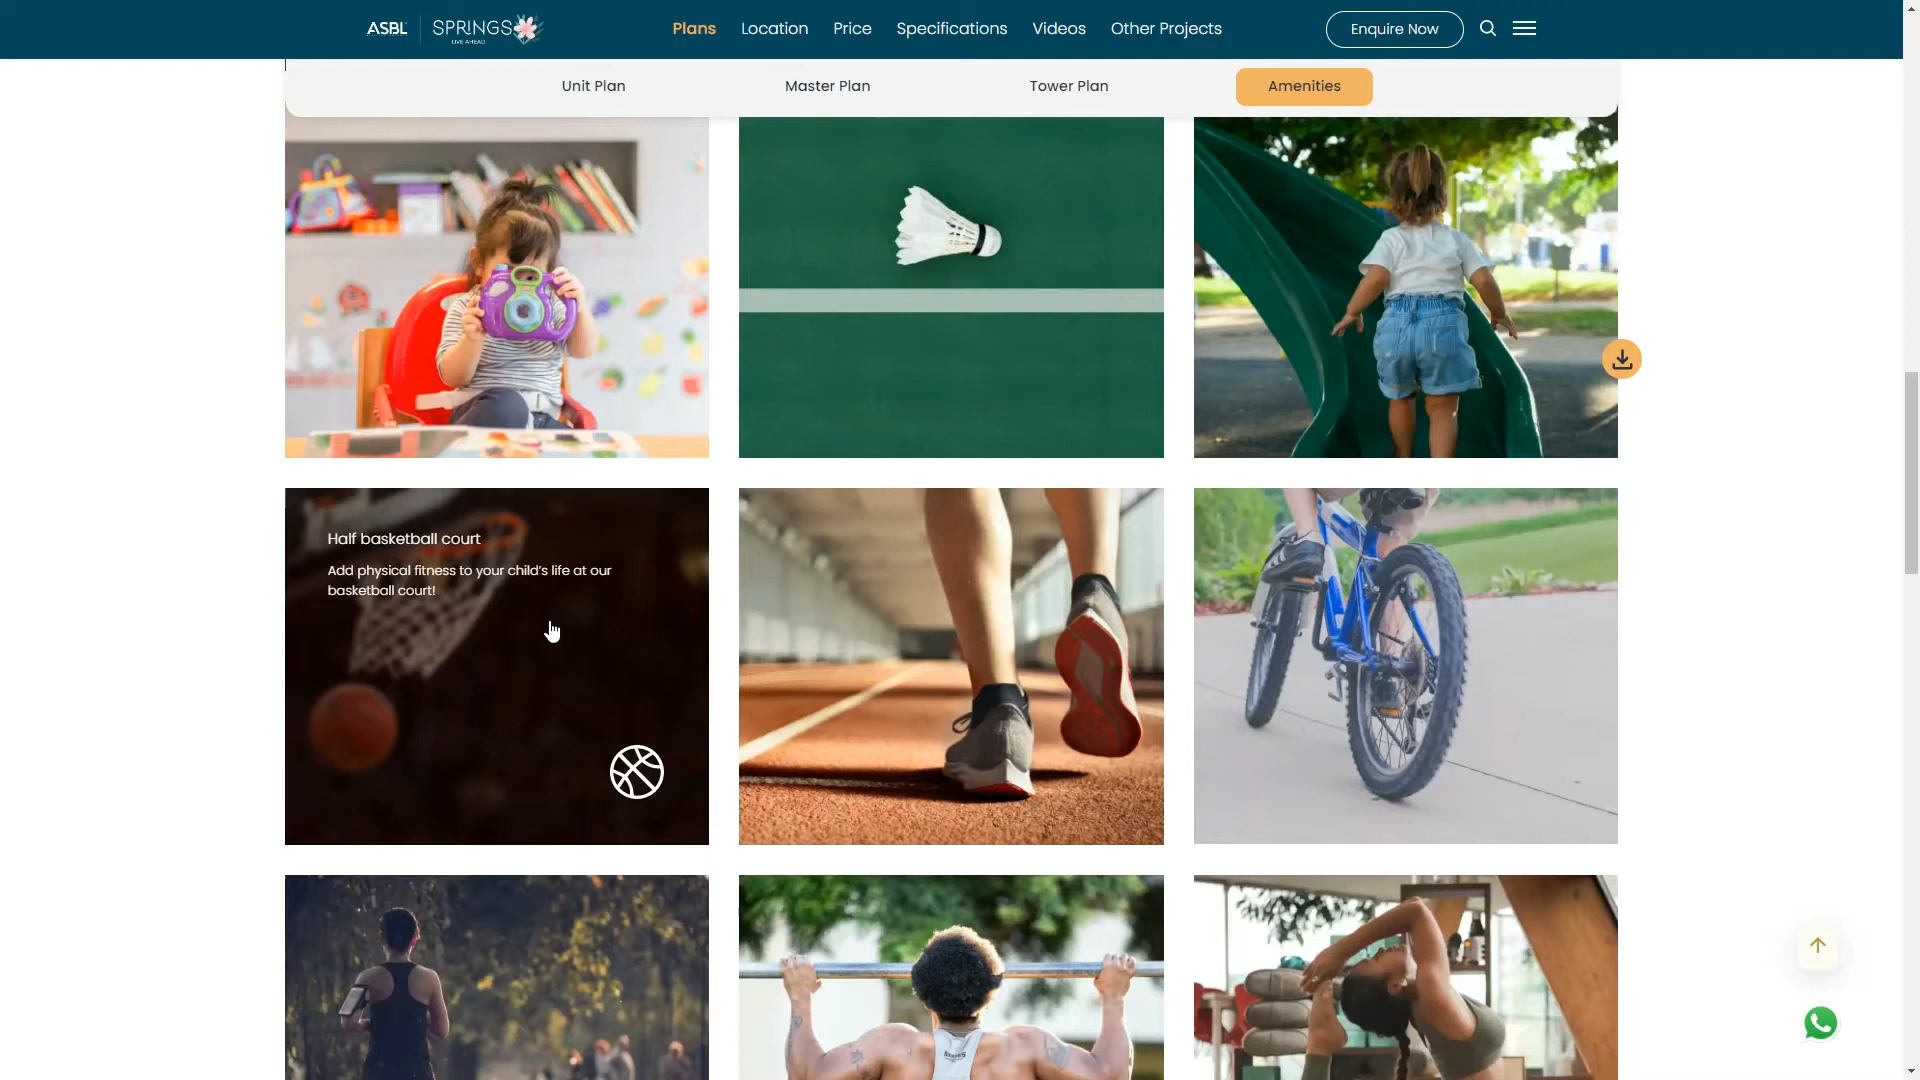 ASBL
SPRINGS
LIVE AHEAD
Plans
Location
Price
Specifications
Videos
Other Projects
Enquire Now
Unit Plan
Master Plan
Tower Plan
Amenities
Half basketball court
Add physical fitness to your child's life at our
basketball court!